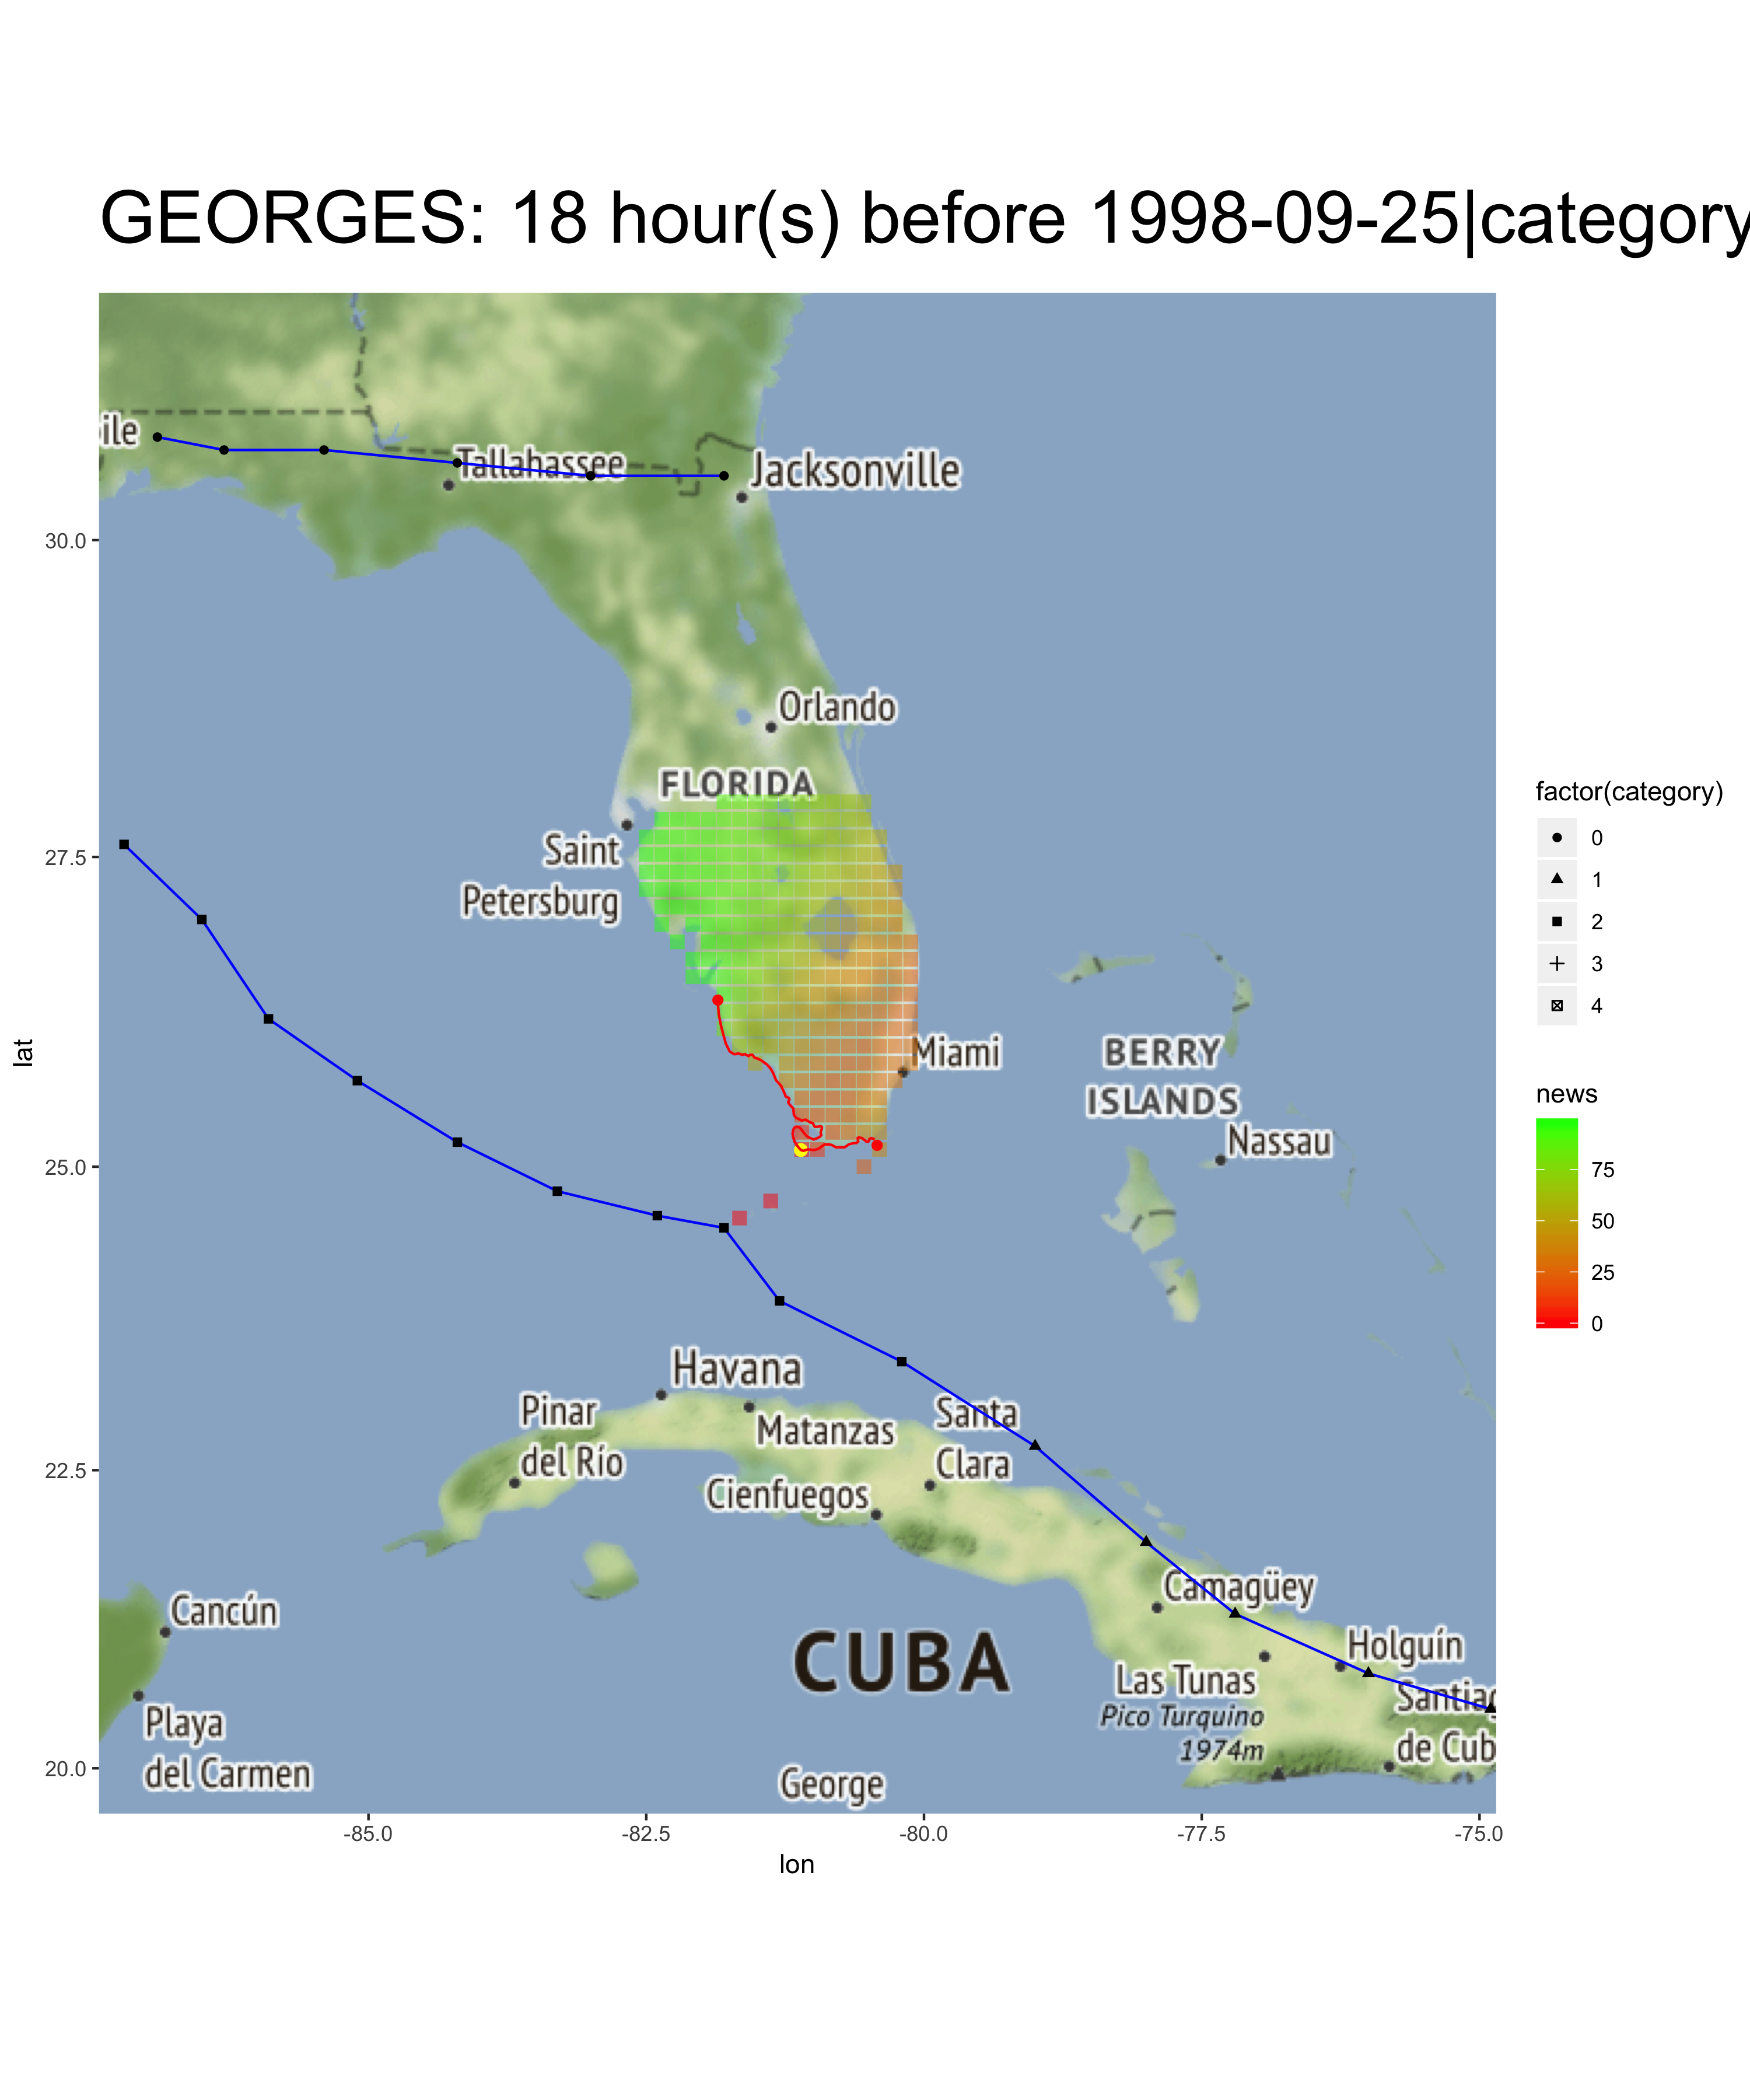 GEORGES: 18 hour(s) before 1998-09-25|category
ile
Tallahassee
Jacksonville
30.0
Orlando
FLORIDA
27.5
Saint
Petersburg
lat
Miami
BERRY
ISLANDS
Nassau
25.0
Havana
Pinar
del Río
Matanzas
Santa
Clara
Cienfuegos
22.5
Camagüey
Cancún
CUBA
Holguín
Las Tunas
Santiag
Pico Turquino
1974m
de Cub
Playa
del Carmen
George
20.0
-85.0
-82.5
-80.0
-77.5
-75.0
lon
factor(category)
0
1
2
3
4
news
75
50
25
0